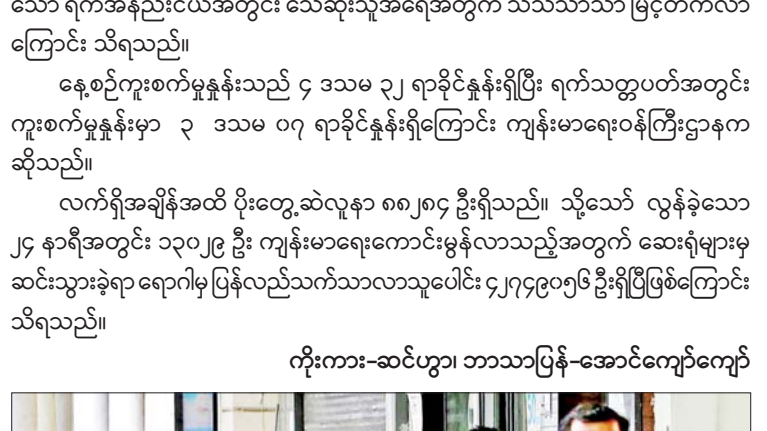 သော ရက်အနည်းငယ်အတွင်း သေဆုံးသူအရေအတွက် သိသိသာသာ မြင့်တက်လာ
ကြောင်း သိရသည်။
နေ့စဉ်ကူးစက်မှုနှုန်းသည် ၄ ဒသမ ၃၂ ရာခိုင်နှုန်းရှိပြီး ရက်သတ္တပတ်အတွင်း
ကူးစက်မှုနှုန်းမှာ ၃ ဒသမ ၀၇ ရာခိုင်နှုန်းရှိကြောင်း ကျန်းမာရေးဝန်ကြီးဌာနက
ဆိုသည်။
လက်ရှိအချိန်အထိ ပိုးတွေ့ဆဲလူနာ ၈၈၂၈၄ ဦးရှိသည်။ သို့သော် လွန်ခဲ့သော
၂၄ နာရီအတွင်း ၁၃၀၂၉ ဦး ကျန်းမာရေးကောင်းမွန်လာသည့်အတွက် ဆေးရုံများမှ
ဆင်းသွားခဲ့ရာ ရောဂါမှ ပြန်လည်သက်သာလာသူပေါင်း ၄၂၇၄၉၀၅၆ ဦးရှိပြီဖြစ်ကြောင်း
သိရသည်။
ကိုးကား-ဆင်ဟွာ၊ ဘာသာပြန်-အောင်ကျော်ကျော်